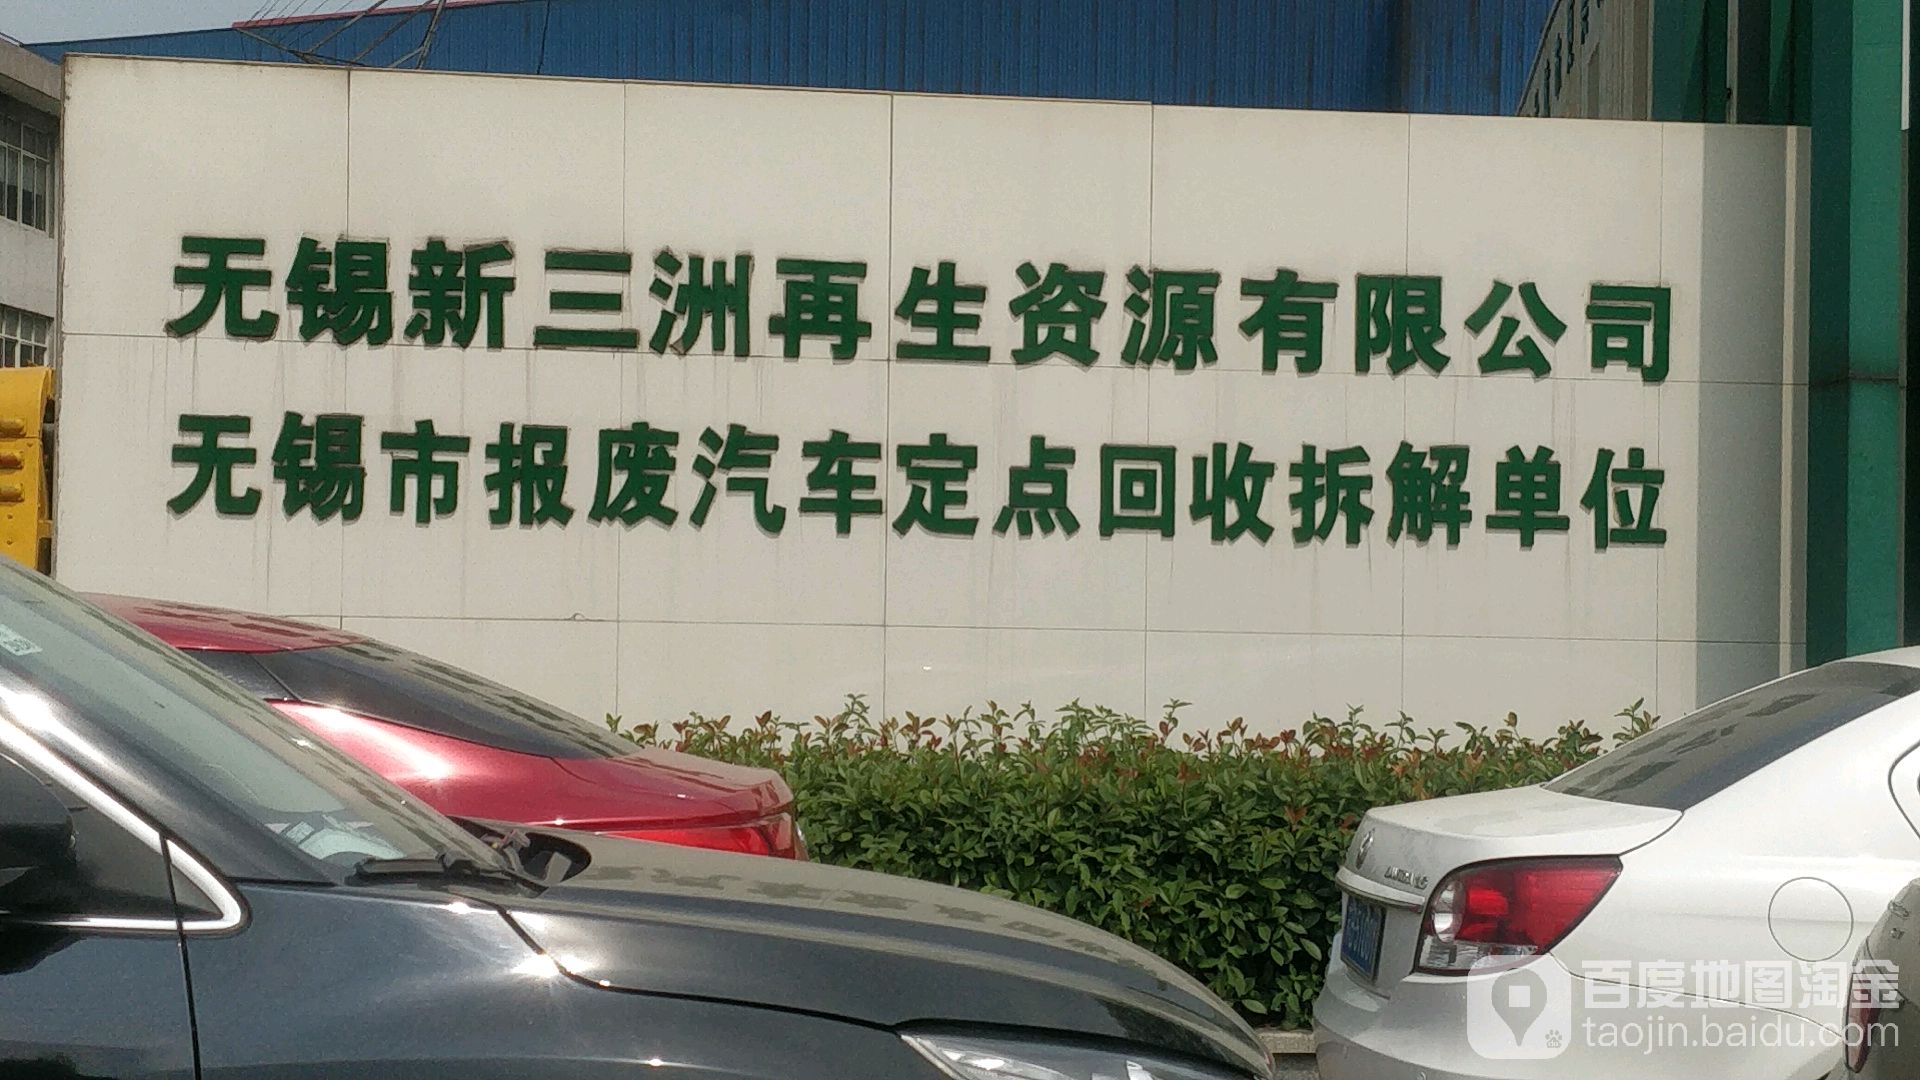 无锡新三洲再生资源有限公司
无锡市报废汽车定点回收拆解单位
百度地图淘金
taojin.baidu.com